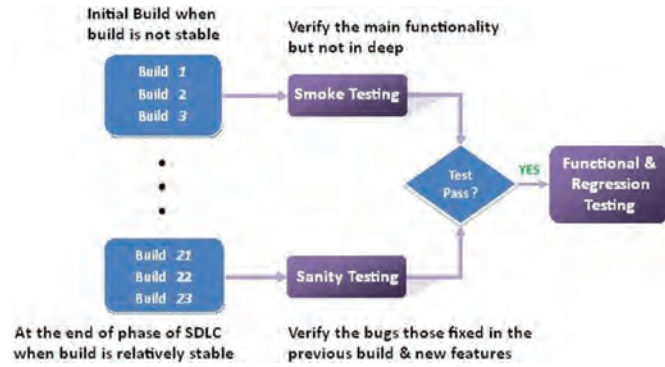 Initial Build when
build is not stable
Verify the main functionality
but not in deep
Build 1
Build 2
Build 3
Smoke Testing
Test
Pass?
YES
Functional &
Regression
Testing
Build 21
Build 22
Build 23
Sanity Testing
At the end of phase of SDLC
when build is relatively stable
Verify the bugs those fixed in the
previous build & new features